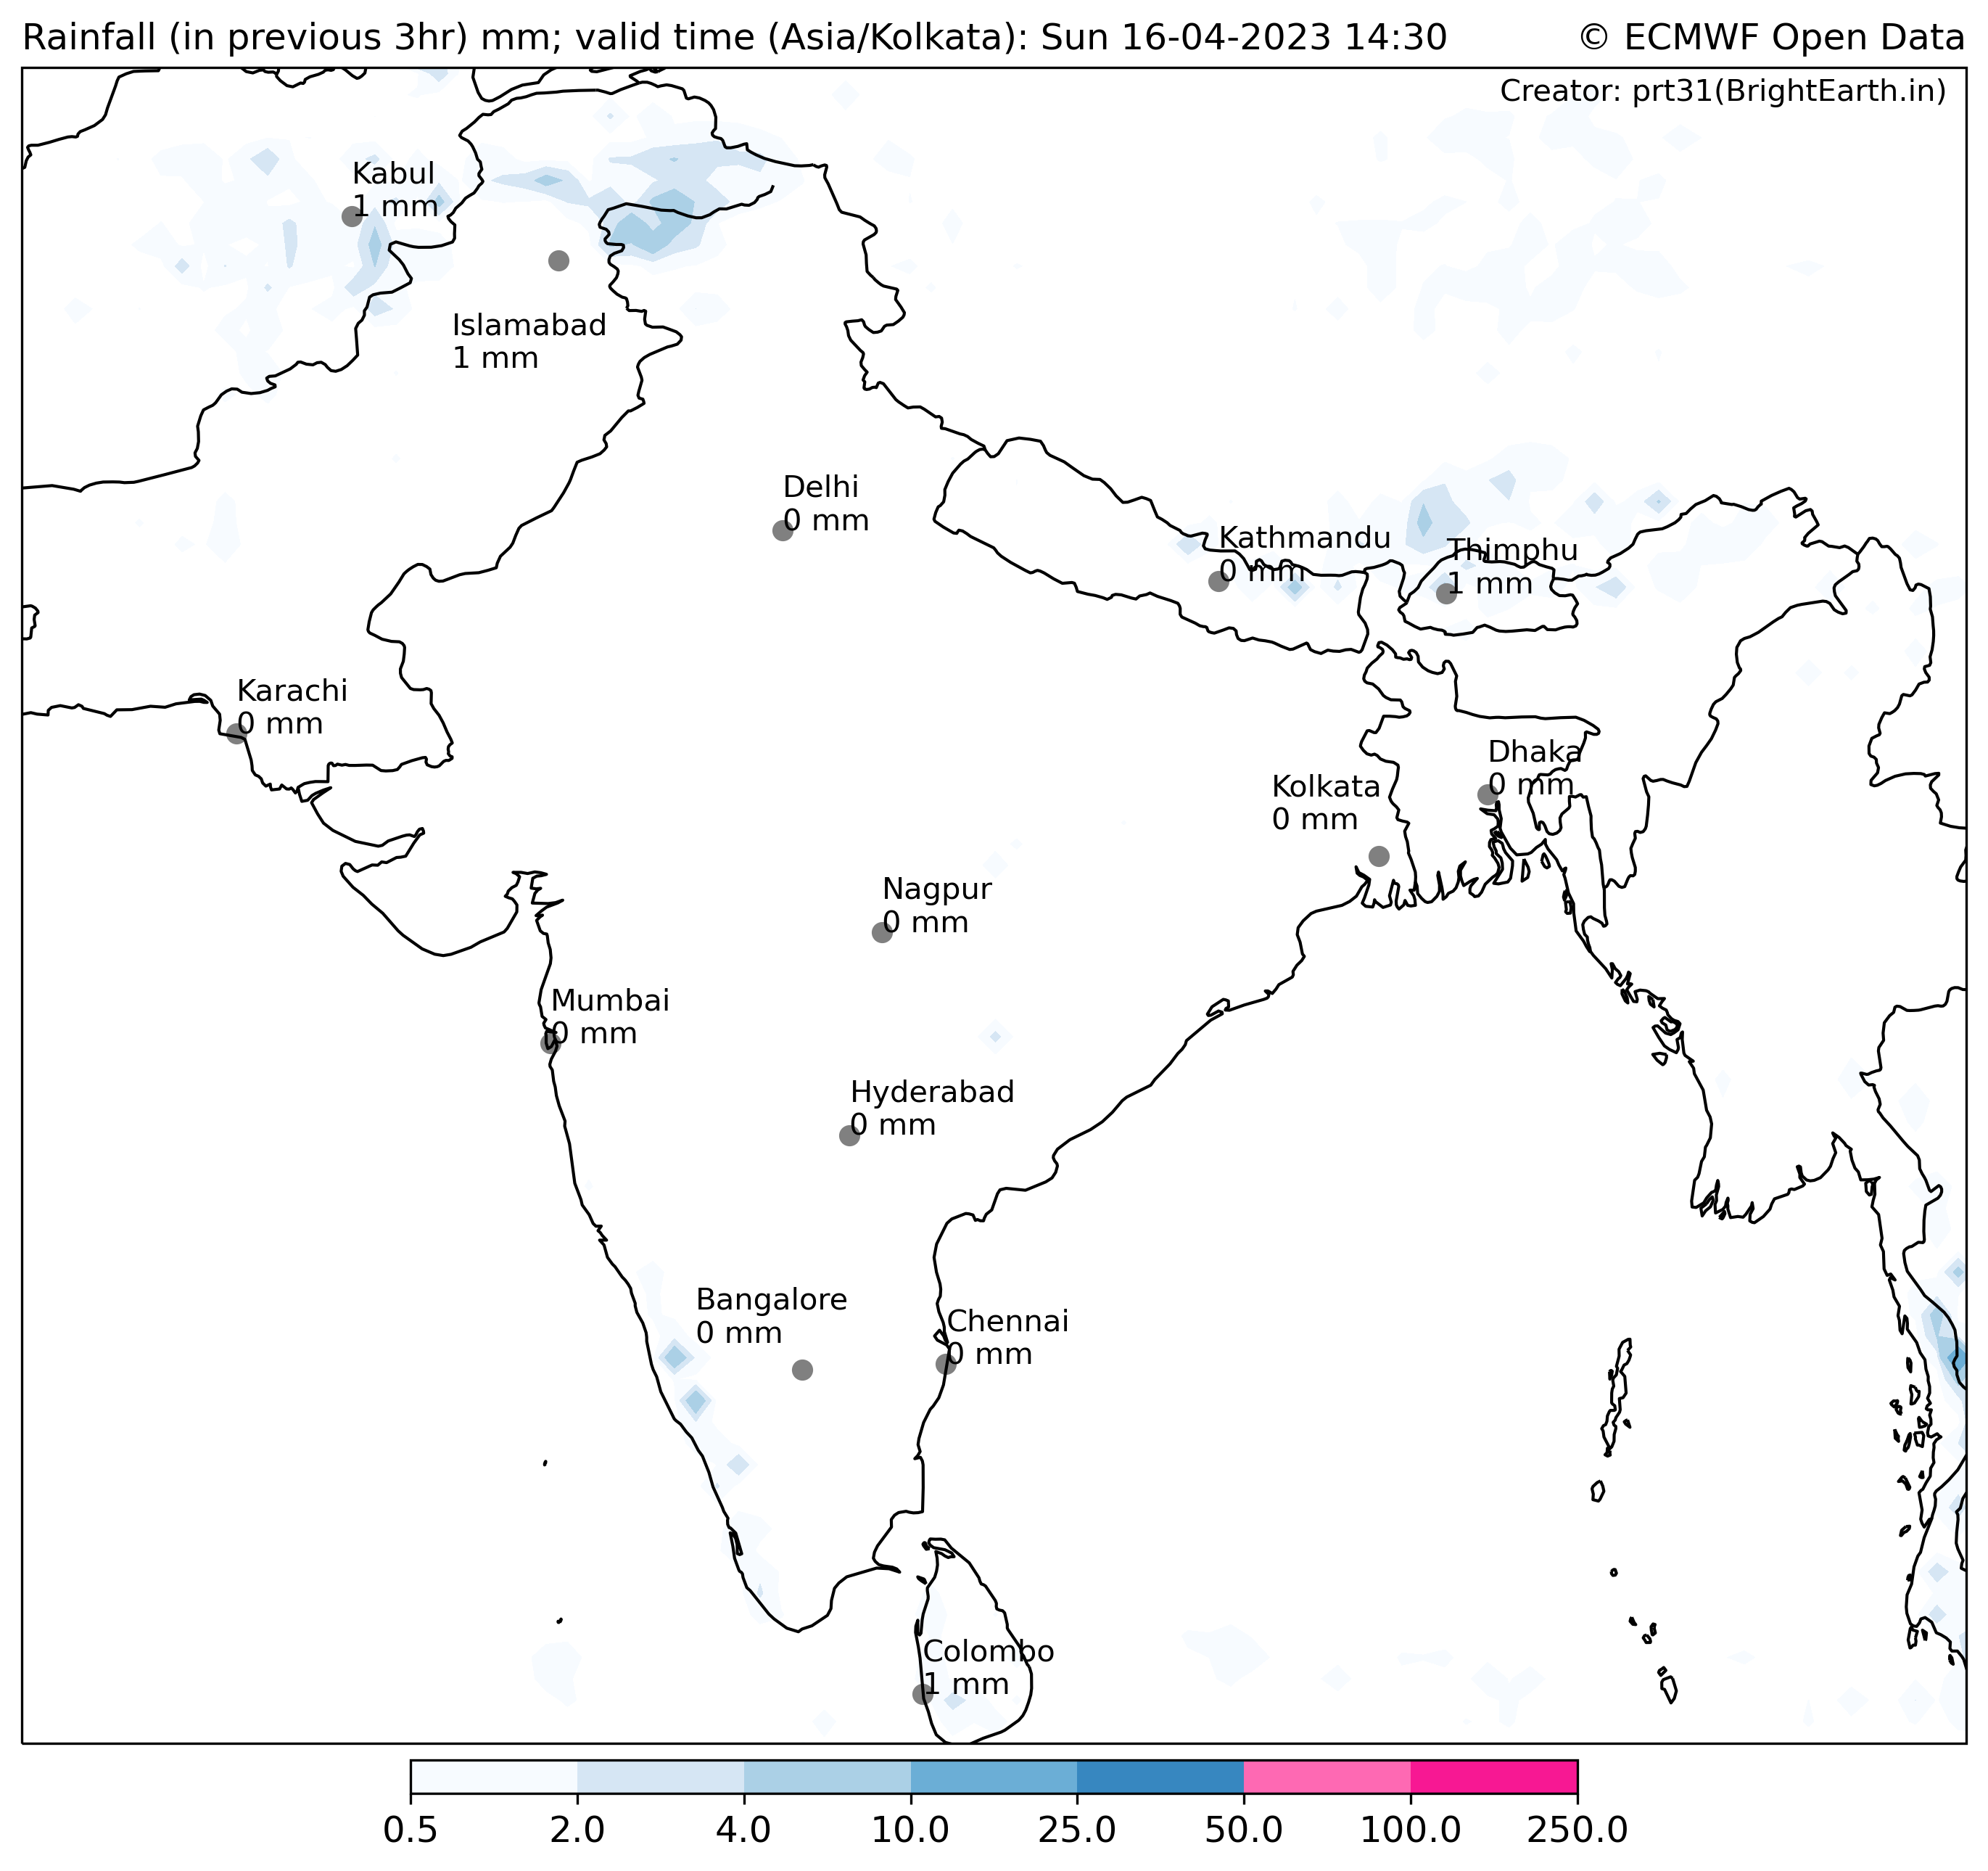 Rainfall (in previous 3hr) mm; valid time (Asia/Kolkata): Sun 16-04-2023 14:30 © ECMWF Open Data
Creator: prt31(BrightEarth.in)
Kabul
1 mm
Islamabad
1 mm
Delhi
0 mm
Kathmandu
0 mm
Thimphu
1 mm
Karachi
0 mm
Dhaka
0 mm
Kolkata
0 mm
Nagpur
0 mm
Mumbai
0 mm
Hyderabad
0 mm
Bangalore
0 mm
Chennai
0 mm
Colombo
1 mm
0.5 2.0 4.0 10.0 25.0 50.0 100.0 250.0